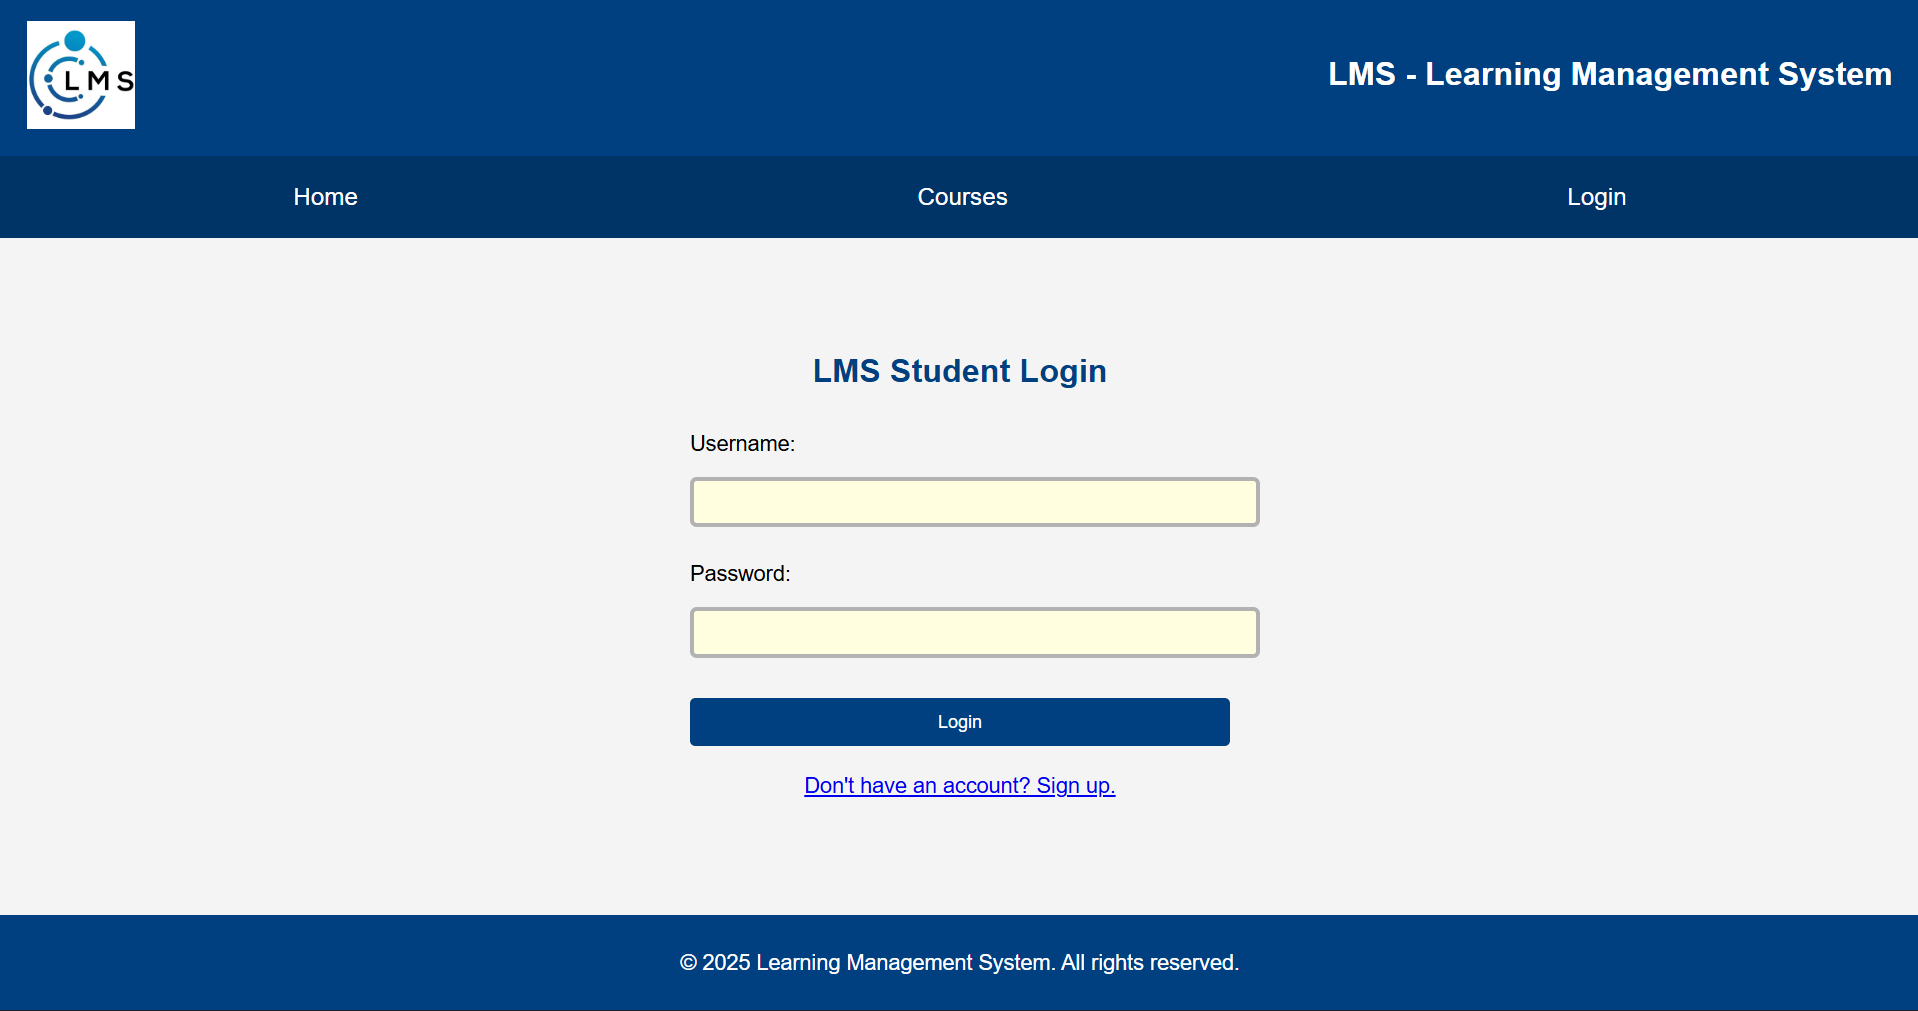 LMS
LMS - Learning Management System
Home
Courses
Login
LMS Student Login
Username:
Password:
Login
Don't have an account? Sign up.
© 2025 Learning Management System. All rights reserved.